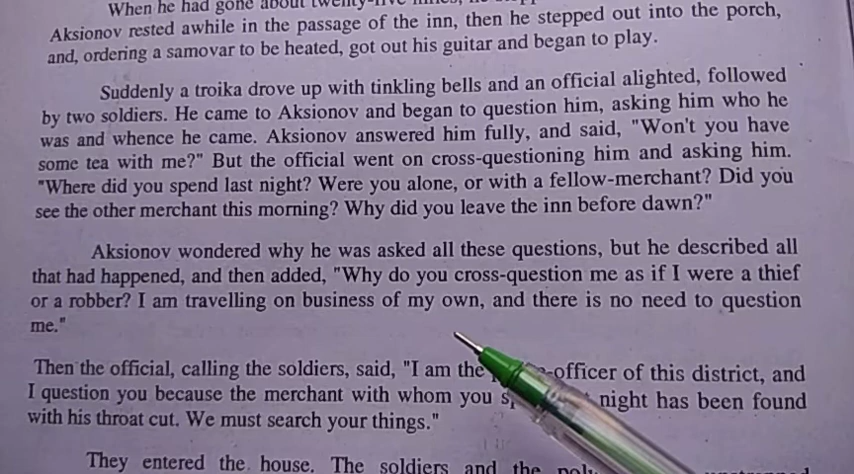 When he had gone about twenty-five miles, he
Aksionov rested awhile in the passage of the inn, then he stepped out into the porch,
and, ordering a samovar to be heated, got out his guitar and began to play.
Suddenly a troika drove up with tinkling bells and an official alighted, followed
by two soldiers. He came to Aksionov and began to question him, asking him who he
was and whence he came. Aksionov answered him fully, and said, "Won't you have
some tea with me?" But the official went on cross-questioning him and asking him.
"Where did you spend last night? Were you alone, or with a fellow-merchant? Did you
see the other merchant this morning? Why did you leave the inn before dawn?"
Aksionov wondered why he was asked all these questions, but he described all
that had happened, and then added, "Why do you cross-question me as if I were a thief
or a robber? I am travelling on business of my own, and there is no need to question
me."
Then the official, calling the soldiers, said, "I am the -officer of this district, and
I question you because the merchant with whom you night has been found
with his throat cut. We must search your things."
They entered the house. The soldiers and the